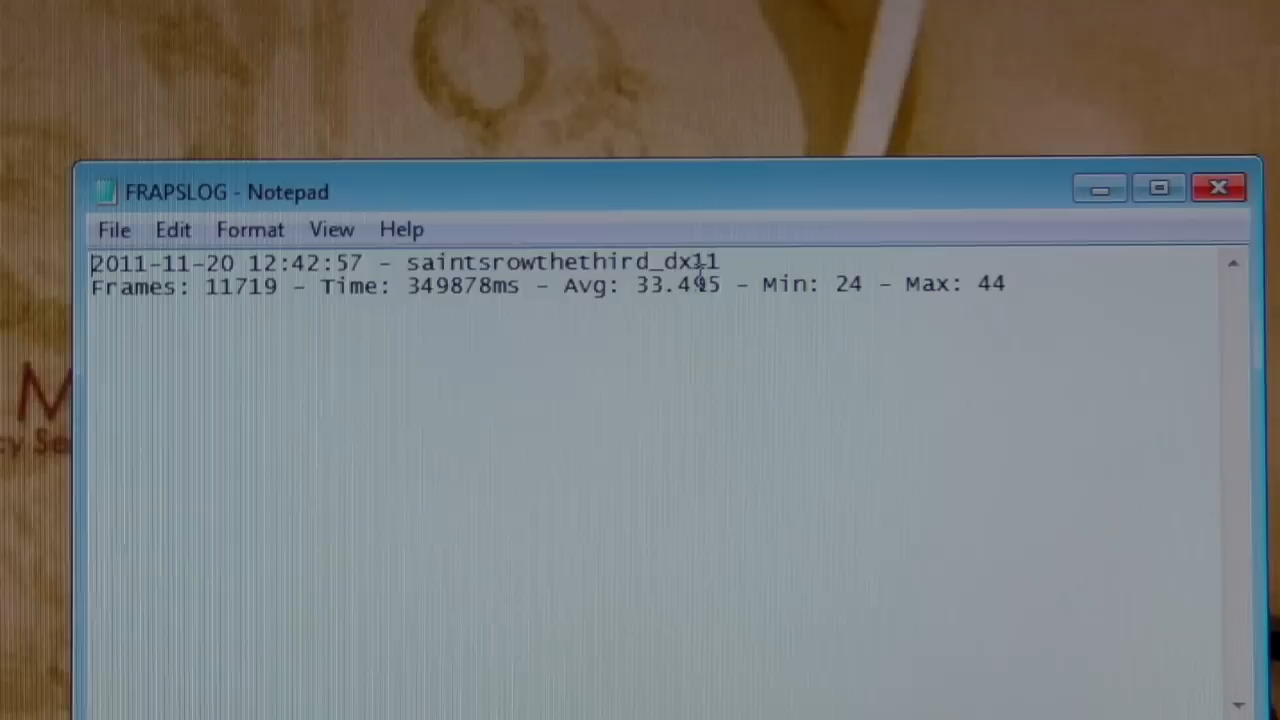 FRAPSLOG - Notepad
File Edit Format View Help
2011-11-20 12:42:57 - saintsrowthethird_dx11
Frames: 11719 - Time: 349878ms - Avg: 33.495 - Min: 24 - Max: 44
M